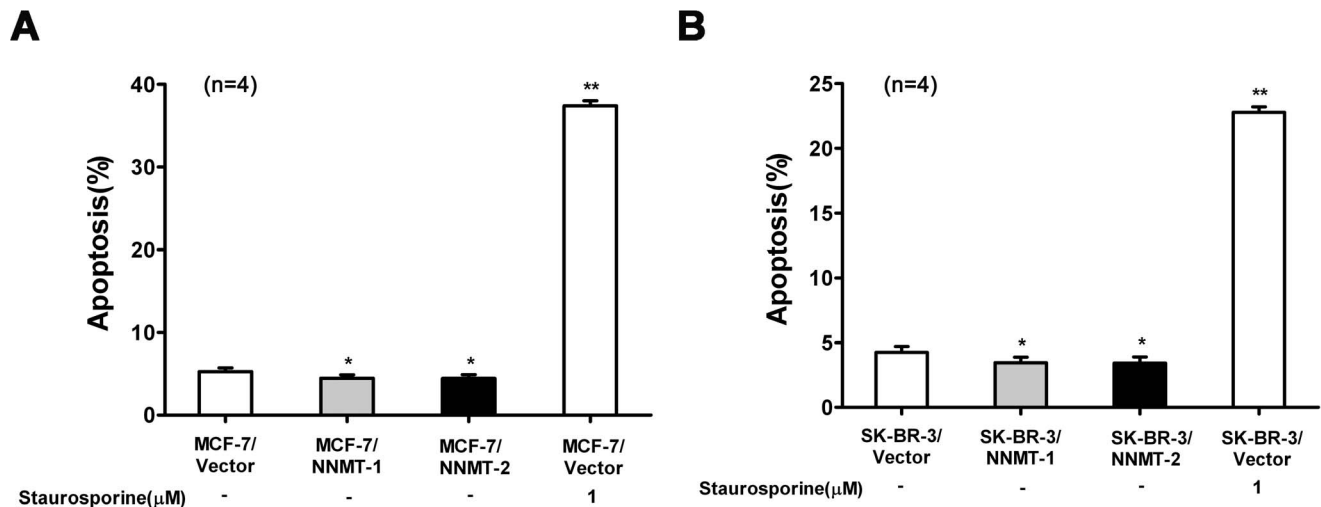 A
(n=4)
Apoptosis(%)
40
30
20
10
0
*
*
**
MCF-7/ MCF-7/ MCF-7/ MCF-7/
Vector NNMT-1 NNMT-2 Vector
Staurosporine(μM) - - - 1
B
(n=4)
Apoptosis(%)
25
20
15
10
5
0
*
*
**
SK-BR-3/ SK-BR-3/ SK-BR-3/ SK-BR-3/
Vector NNMT-1 NNMT-2 Vector
Staurosporine(μM) - - - 1